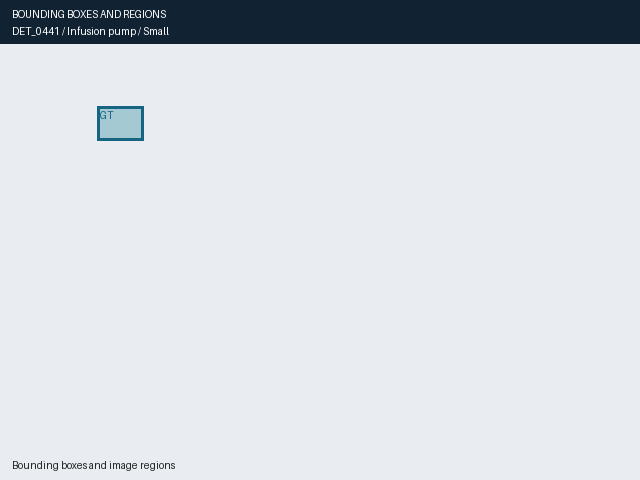 BOUNDING BOXES AND REGIONS
DET_0441 / Infusion pump / Small
GT
Bounding boxes and image regions